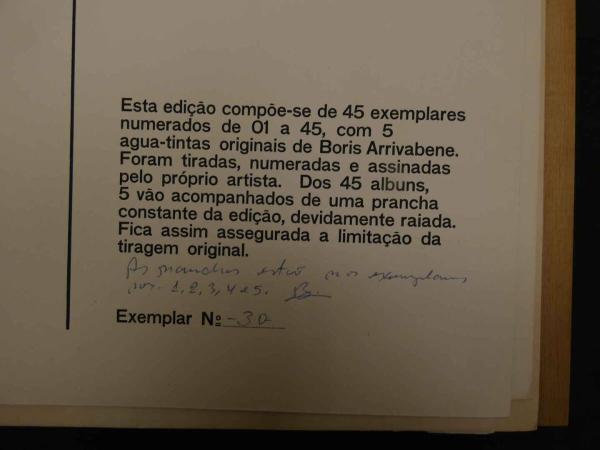 Esta edição compõe-se de 45 exemplares
numerados de 01 a 45, com 5
agua-tintas originais de Boris Arrivabene.
Foram tiradas, numeradas e assinadas
pelo próprio artista. Dos 45 albuns,
5 vão acompanhados de uma prancha
constante da edição, devidamente raiada.
Fica assim assegurada a limitação da
tiragem original.
As pranchas estão nos exemplares
nos. 1, 2, 3, 4 e 5.
Exemplar Nº -30